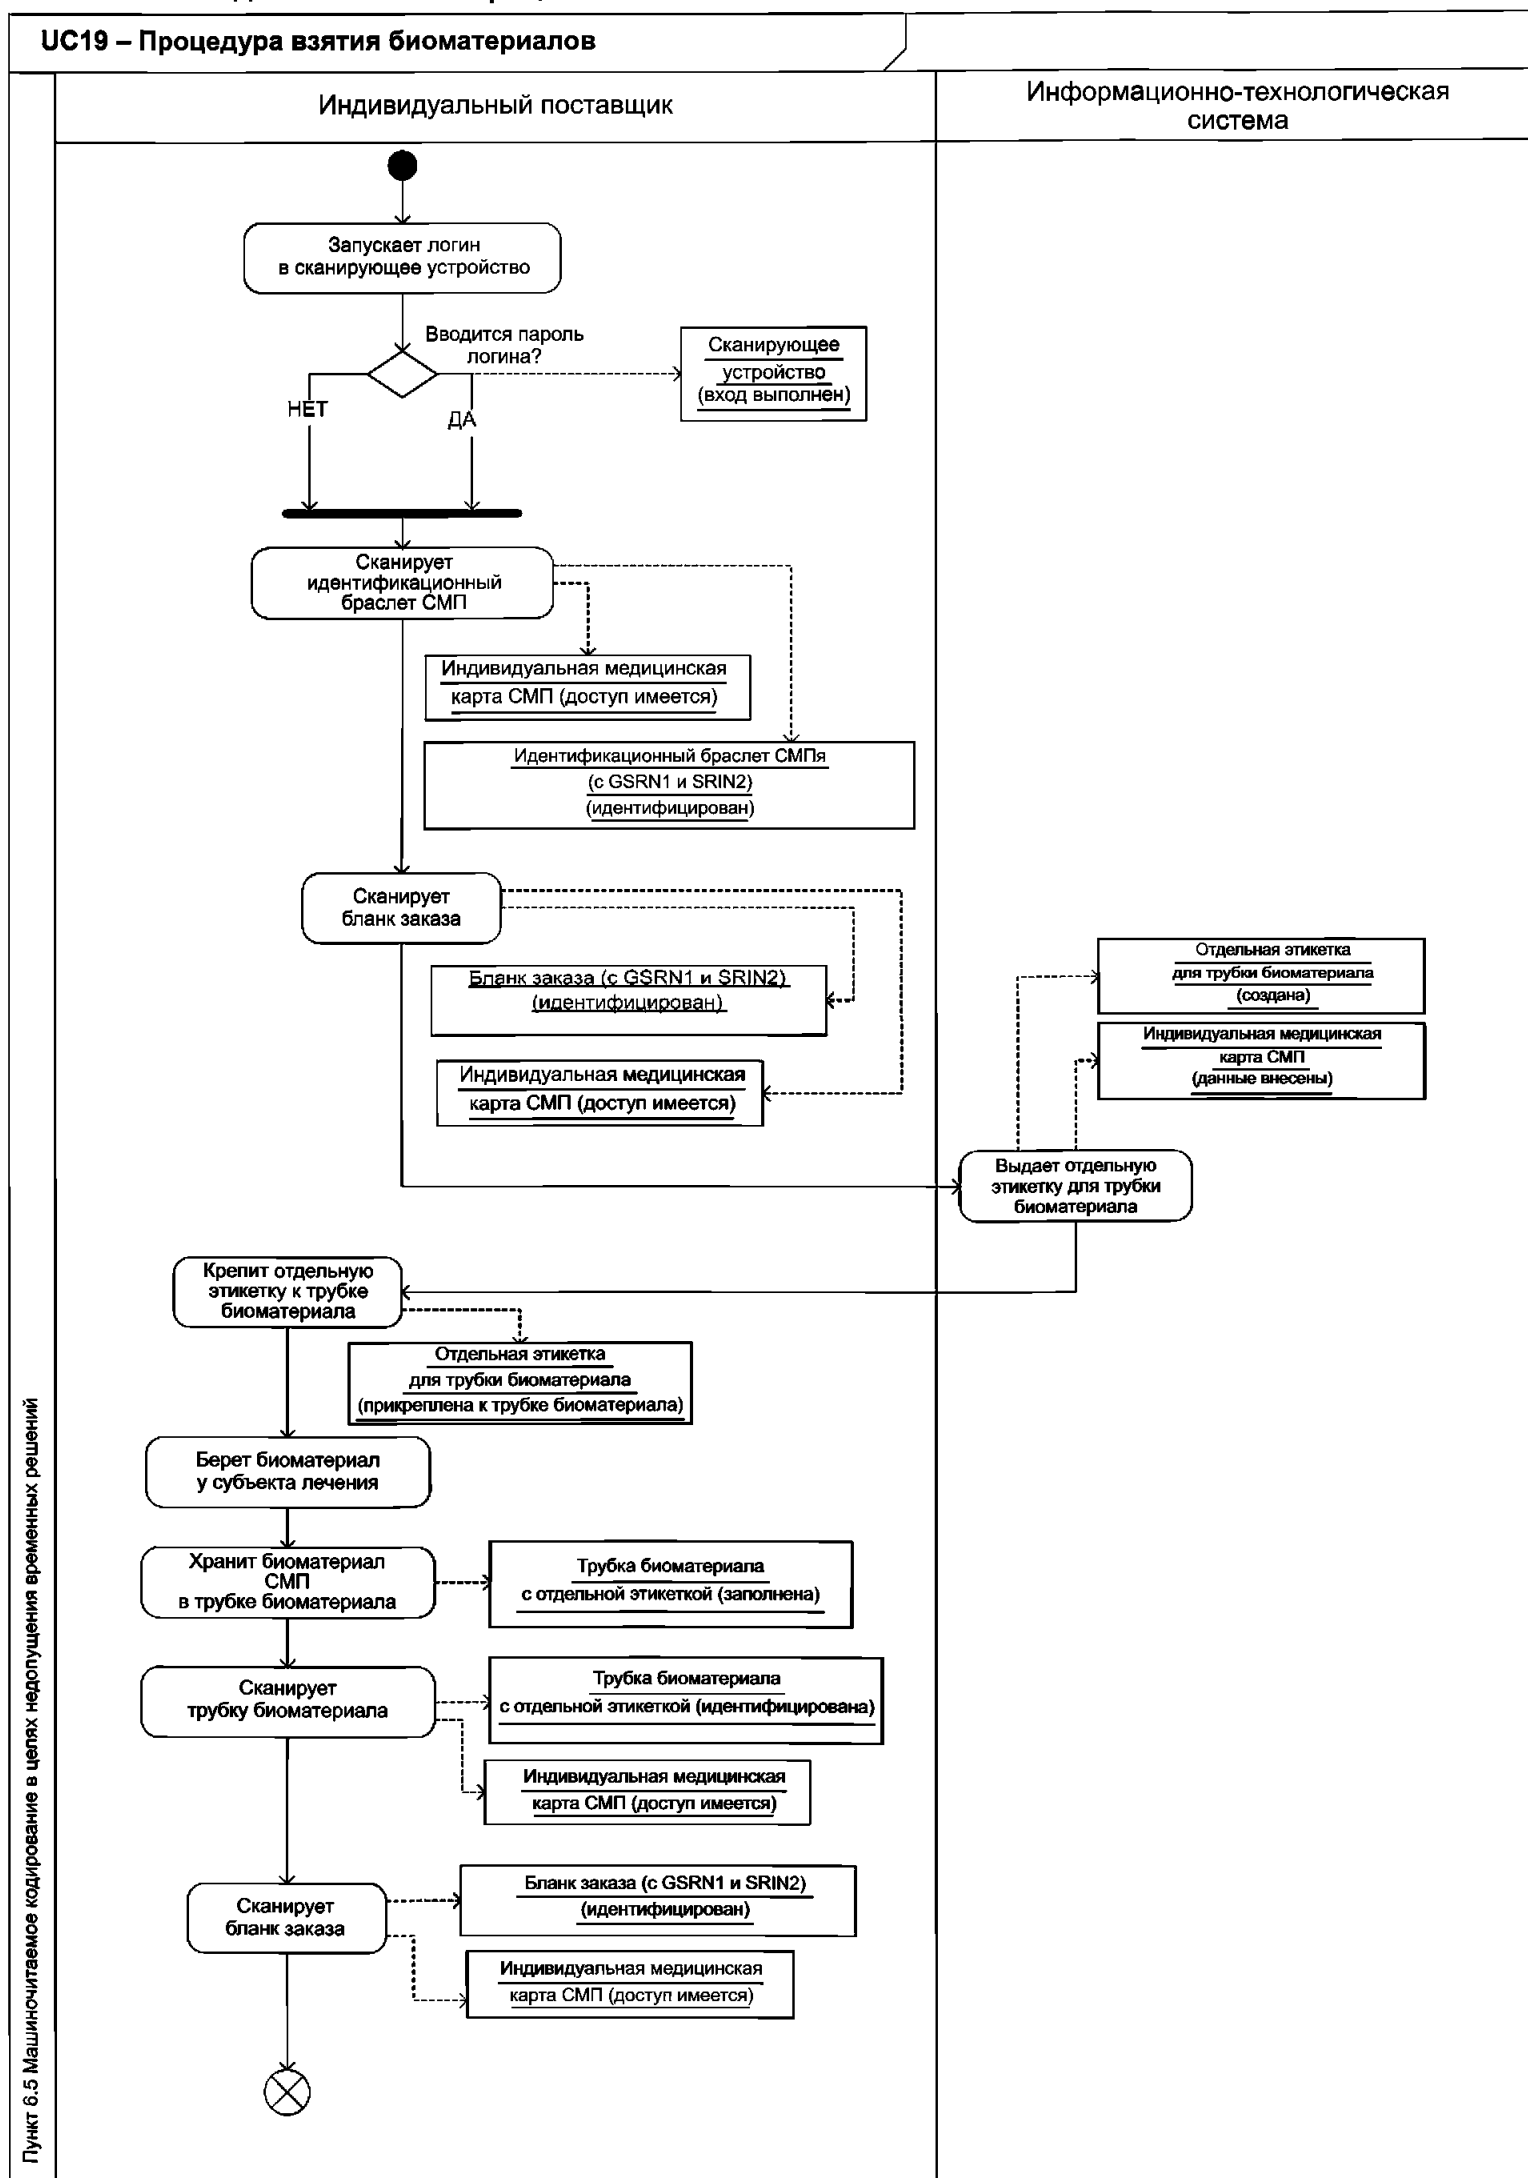 UC19 – Процедура взятия биоматериалов
Индивидуальный поставщик
Информационно-технологическая
система
Запускает логин
в сканирующее устройство
Вводится пароль
логина?
Сканирующее
устройство
(вход выполнен)
НЕТ
ДА
Сканирует
идентификационный
браслет СМП
Индивидуальная медицинская
карта СМП (доступ имеется)
Идентификационный браслет СМПя
(с GSRN1 и SRIN2)
(идентифицирован)
Сканирует
бланк заказа
Бланк заказа (с GSRN1 и SRIN2)
(идентифицирован)
Индивидуальная медицинская
карта СМП (доступ имеется)
Отдельная этикетка
для трубки биоматериала
(создана)
Индивидуальная медицинская
карта СМП
(данные внесены)
Выдает отдельную
этикетку для трубки
биоматериала
Крепит отдельную
этикетку к трубке
биоматериала
Отдельная этикетка
для трубки биоматериала
(прикреплена к трубке биоматериала)
Берет биоматериал
у субъекта лечения
Хранит биоматериал
СМП
в трубке биоматериала
Трубка биоматериала
с отдельной этикеткой (заполнена)
Сканирует
трубку биоматериала
Трубка биоматериала
с отдельной этикеткой (идентифицирована)
Индивидуальная медицинская
карта СМП (доступ имеется)
Сканирует
бланк заказа
Бланк заказа (с GSRN1 и SRIN2)
(идентифицирован)
Индивидуальная медицинская
карта СМП (доступ имеется)
Пункт 6.5 Машиночитаемое кодирование в целях недопущения временных решений